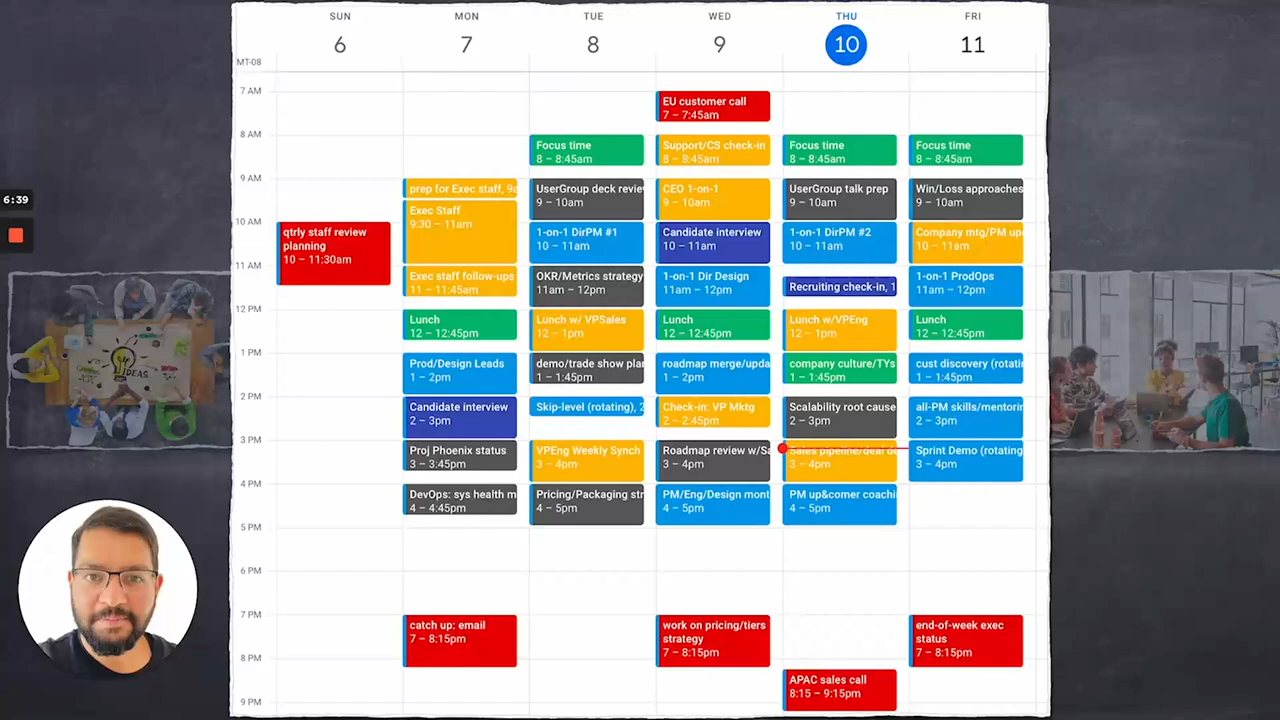 SUN
MON
TUE
WED
THU
FRI
6
7
8
9
10
11
MT-08
7 AM
8 AM
9 AM
10 AM
11 AM
12 PM
1 PM
2 PM
3 PM
4 PM
5 PM
6 PM
7 PM
8 PM
9 PM
6:39
qtrly staff review
planning
10 – 11:30am
prep for Exec staff, 9a
Exec Staff
9:30 – 11am
Exec staff follow-ups
11 – 11:45am
Lunch
12 – 12:45pm
Prod/Design Leads
1 – 2pm
Candidate interview
2 – 3pm
Proj Phoenix status
3 – 3:45pm
DevOps: sys health m
4 – 4:45pm
catch up: email
7 – 8:15pm
Focus time
8 – 8:45am
UserGroup deck revie
9 – 10am
1-on-1 DirPM #1
10 – 11am
OKR/Metrics strategy
11am – 12pm
Lunch w/ VPSales
12 – 1pm
demo/trade show pla
1 – 1:45pm
Skip-level (rotating), 2
VPEng Weekly Synch
3 – 4pm
Pricing/Packaging str
4 – 5pm
EU customer call
7 – 7:45am
Support/CS check-in
8 – 8:45am
CEO 1-on-1
9 – 10am
Candidate interview
10 – 11am
1-on-1 Dir Design
11am – 12pm
Lunch
12 – 12:45pm
roadmap merge/upda
1 – 2pm
Check-in: VP Mktg
2 – 2:45pm
Roadmap review w/Sa
3 – 4pm
PM/Eng/Design mont
4 – 5pm
work on pricing/tiers
strategy
7 – 8:15pm
Focus time
8 – 8:45am
UserGroup talk prep
9 – 10am
1-on-1 DirPM #2
10 – 11am
Recruiting check-in, 1
Lunch w/VPEng
12 – 1pm
company culture/TYs
1 – 1:45pm
Scalability root cause
2 – 3pm
Sales pipeline/deal de
3 – 4pm
PM up&comer coachi
4 – 5pm
APAC sales call
8:15 – 9:15pm
Focus time
8 – 8:45am
Win/Loss approaches
9 – 10am
Company mtg/PM up
10 – 11am
1-on-1 ProdOps
11am – 12pm
Lunch
12 – 12:45pm
cust discovery (rotati
1 – 1:45pm
all-PM skills/mentorin
2 – 3pm
Sprint Demo (rotating
3 – 4pm
end-of-week exec
status
7 – 8:15pm
IDEAS